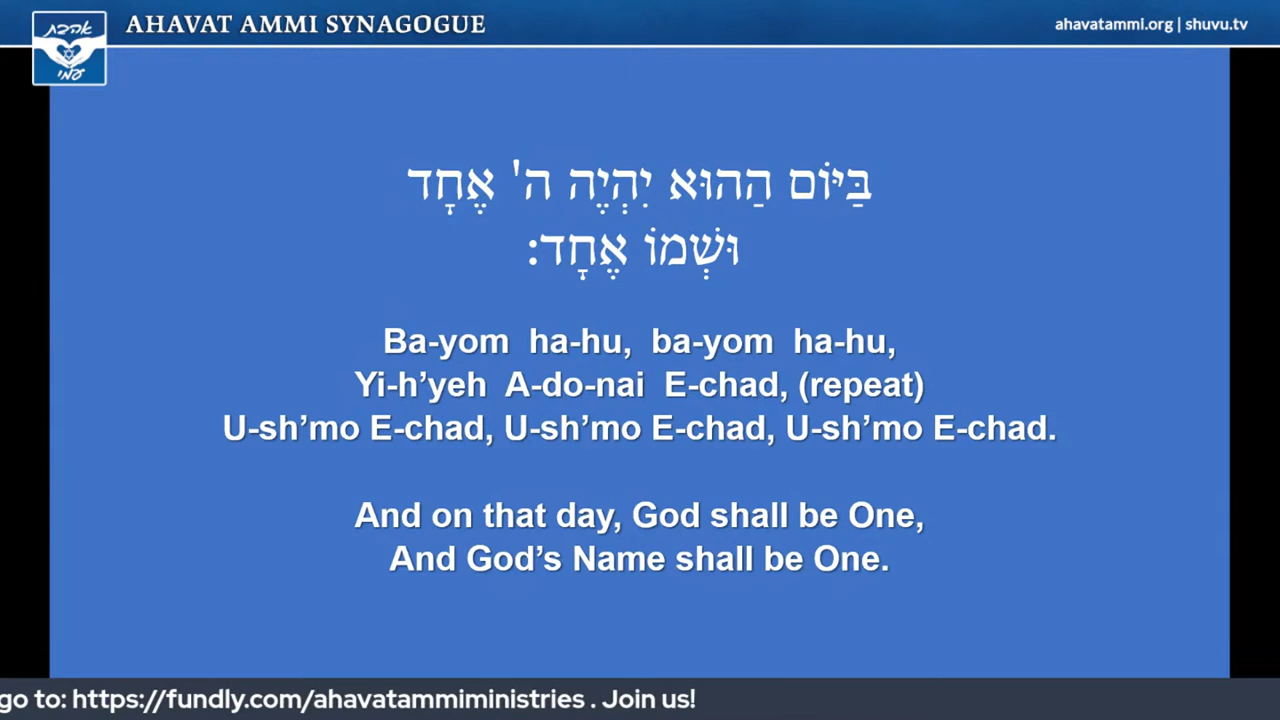 אהבת
עמי
AHAVAT AMMI SYNAGOGUE
ahavatammi.org | shuvu.tv
בַּיּוֹם הַהוּא יִהְיֶה ה' אֶחָד
וּשְׁמוֹ אֶחָד:
Ba-yom ha-hu, ba-yom ha-hu,
Yi-h’yeh A-do-nai E-chad, (repeat)
U-sh’mo E-chad, U-sh’mo E-chad, U-sh’mo E-chad.
And on that day, God shall be One,
And God’s Name shall be One.
go to: https://fundly.com/ahavatammiministries . Join us!